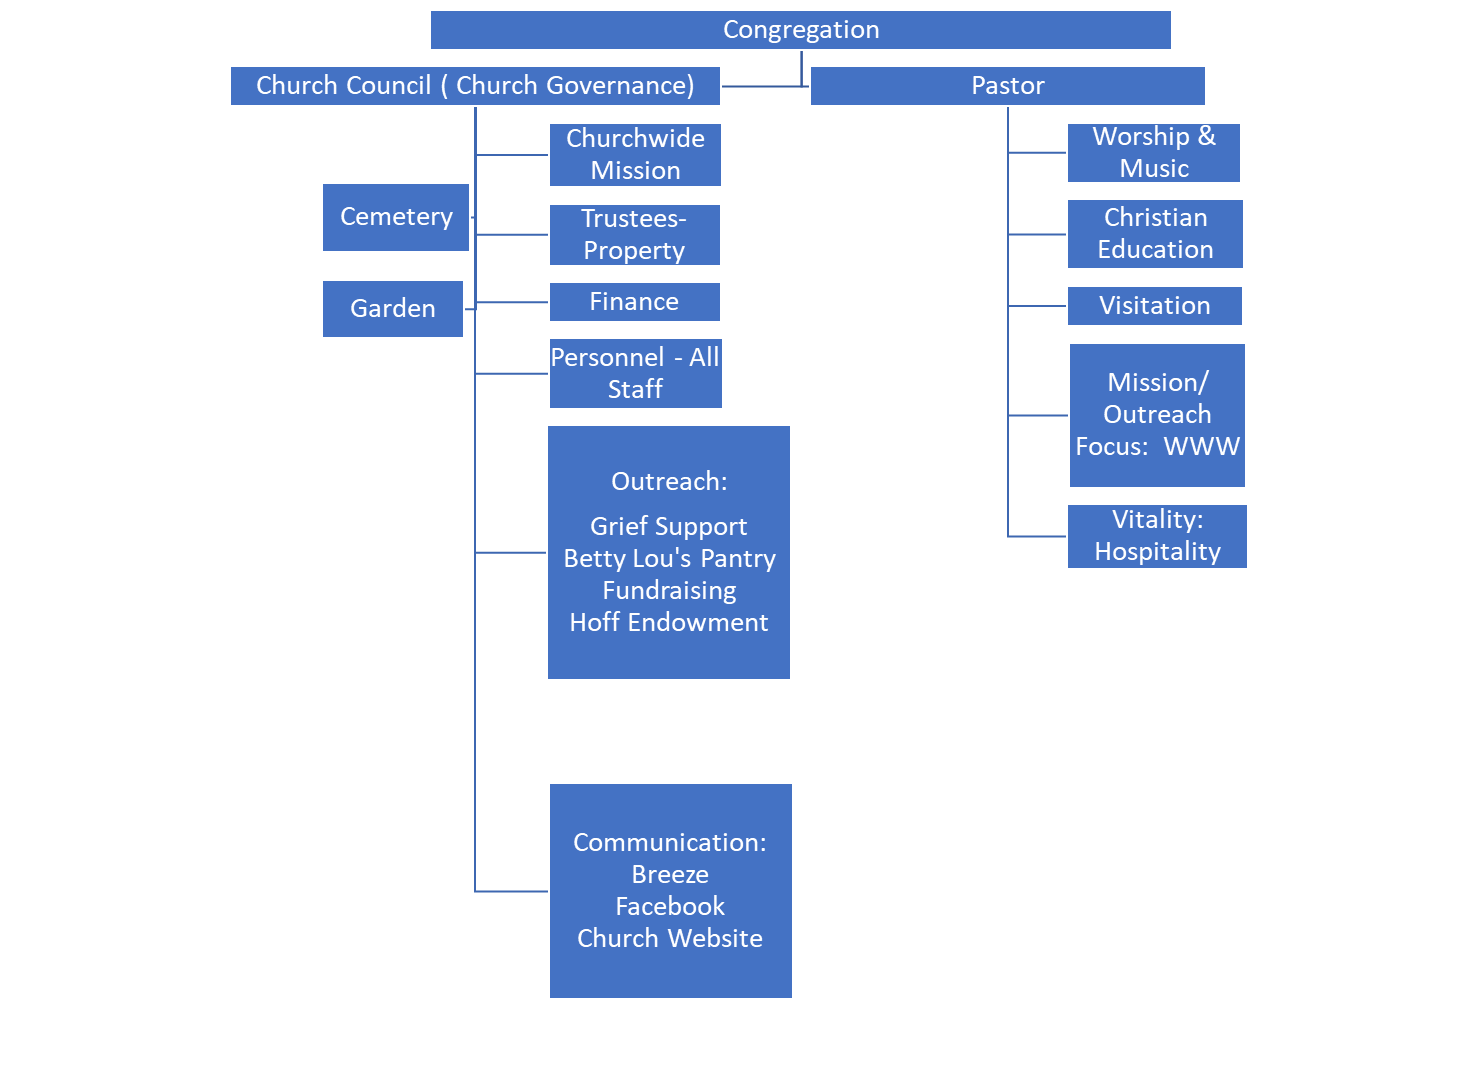 Congregation
Church Council ( Church Governance)
Pastor
Churchwide
Mission
Cemetery
Trustees-
Property
Garden
Finance
Personnel - All
Staff
Outreach:
Grief Support
Betty Lou's Pantry
Fundraising
Hoff Endowment
Communication:
Breeze
Facebook
Church Website
Worship &
Music
Christian
Education
Visitation
Mission/
Outreach
Focus:  WWW
Vitality:
Hospitality